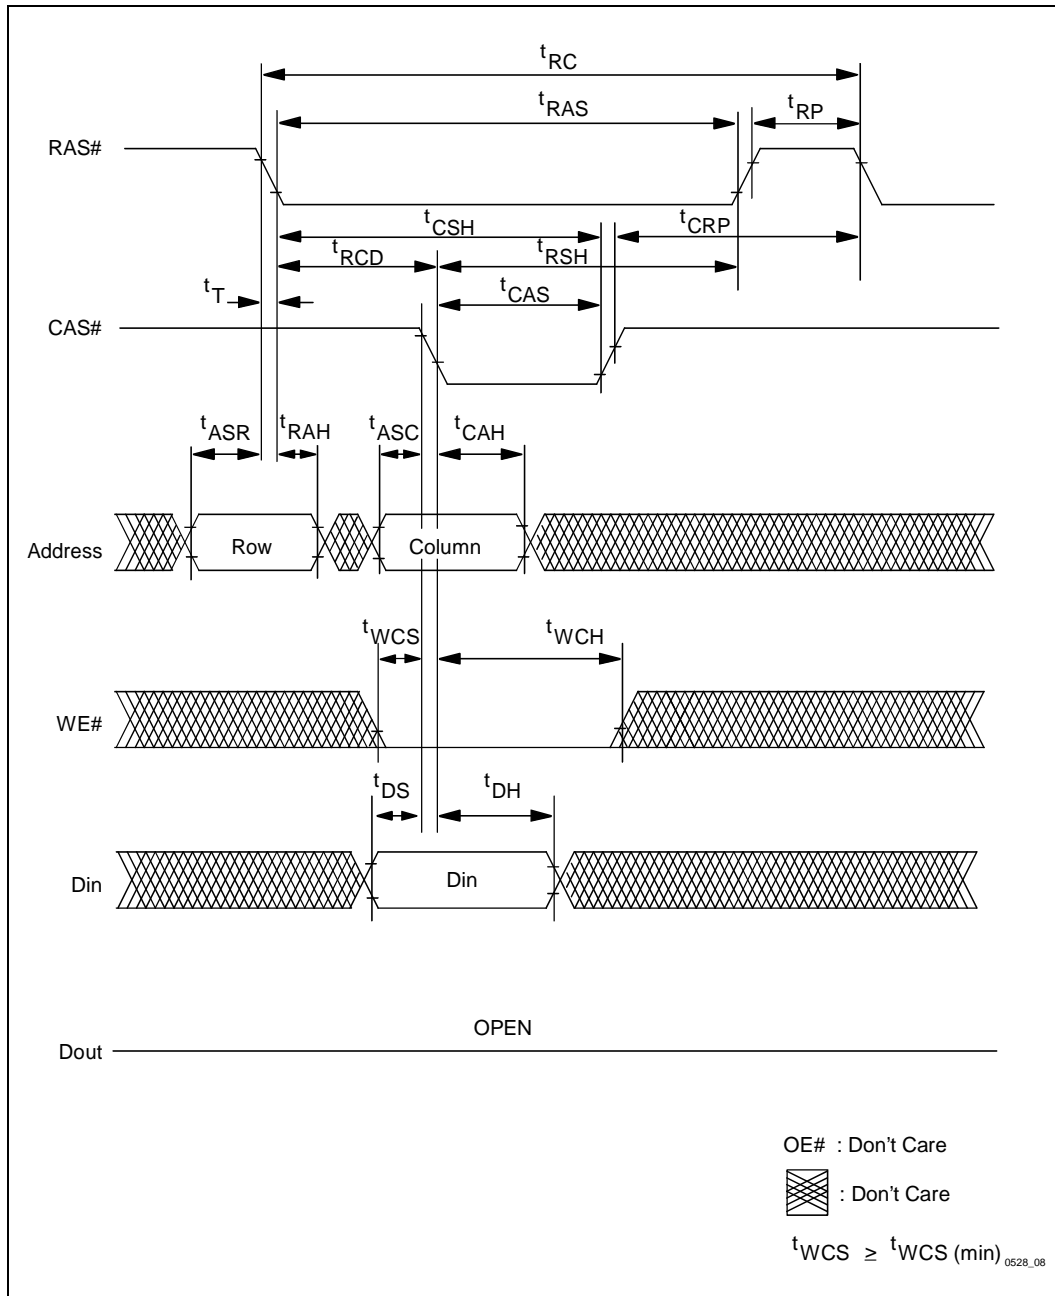 tRC
tRAS
tRP
RAS#
tCSH
tCRP
tRCD
tRSH
tT
tCAS
CAS#
tASR
tRAH
tASC
tCAH
Address
Row
Column
tWCS
tWCH
WE#
tDS
tDH
Din
Din
OPEN
Dout
OE# : Don't Care
: Don't Care
tWCS ≥ tWCS (min) 0528_08